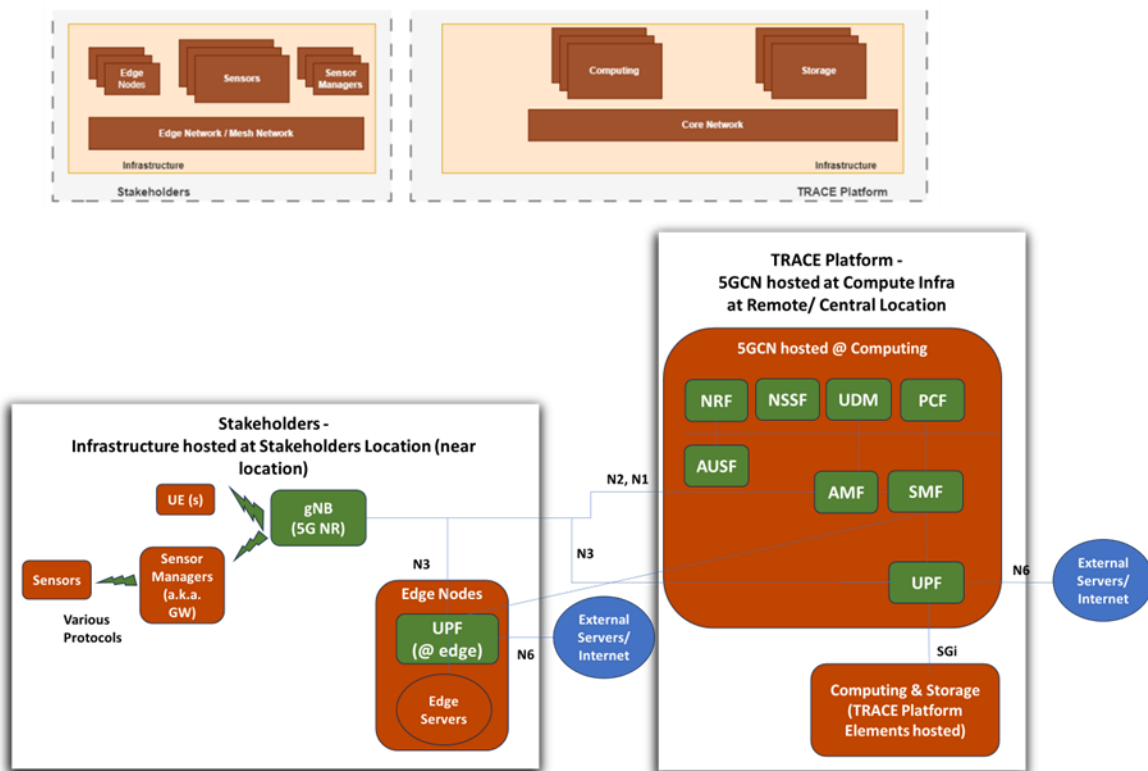 Edge
Nodes
Sensors
Sensor
Managers
Edge Network / Mesh Network
Infrastructure
Stakeholders
Computing
Storage
Core Network
Infrastructure
TRACE Platform
Stakeholders -
Infrastructure hosted at Stakeholders Location (near
location)
UE (s)
gNB
(5G NR)
Sensors
Sensor
Managers
(a.k.a.
GW)
Various
Protocols
N3
Edge Nodes
UPF
(@ edge)
N6
Edge
Servers
External
Servers/
Internet
N2, N1
N3
TRACE Platform -
5GCN hosted at Compute Infra
at Remote/ Central Location
5GCN hosted @ Computing
NRF
NSSF
UDM
PCF
AUSF
AMF
SMF
UPF
N6
External
Servers/
Internet
SGi
Computing & Storage
(TRACE Platform
Elements hosted)